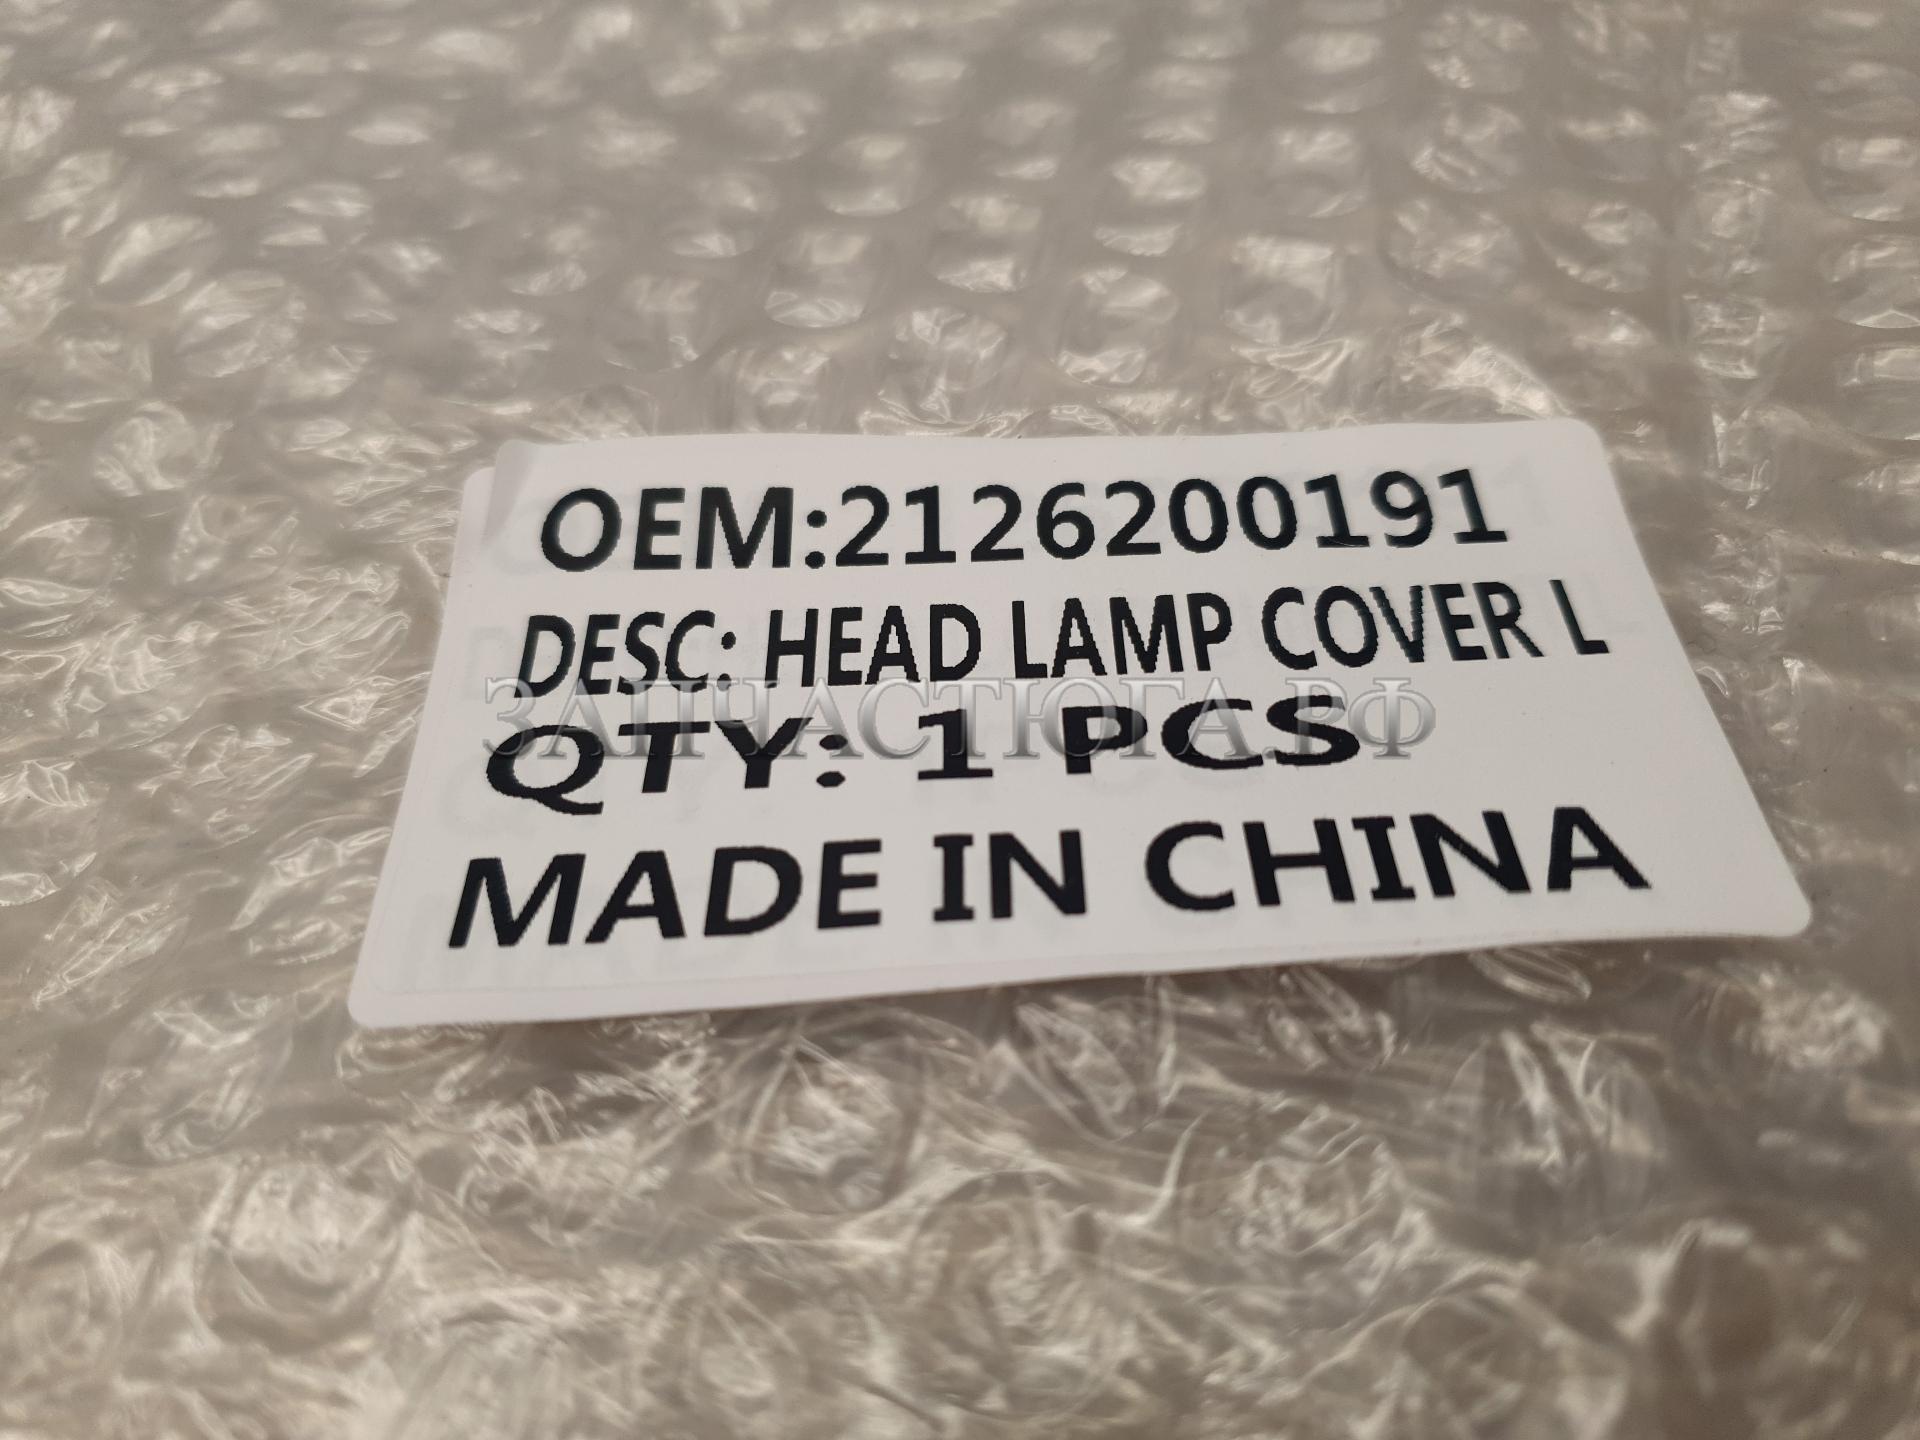 OEM:2126200191
DESC: HEAD LAMP COVER L
ЗАПЧАСТЮГА.РФ
QTY: 1 PCS
MADE IN CHINA